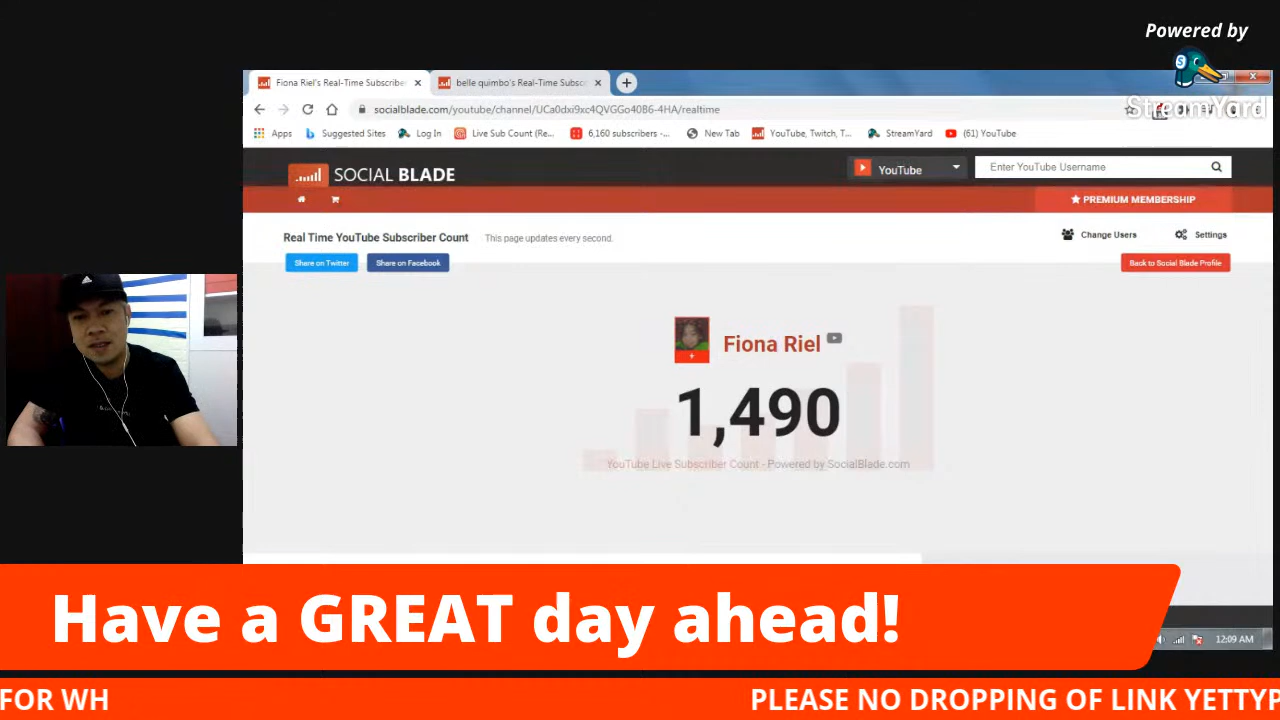 Powered by
StreamYard
Fiona Riel's Real-Time Subscribe
belle quimbo's Real-Time Subsc
socialblade.com/youtube/channel/UCa0dxi9xc4QVGGo40B6-4HA/realtime
Apps
Suggested Sites
Log In
Live Sub Count (Re...
6,160 subscribers -...
New Tab
YouTube, Twitch, T...
StreamYard
(61) YouTube
SOCIAL BLADE
YouTube
Enter YouTube Username
PREMIUM MEMBERSHIP
Real Time YouTube Subscriber Count
This page updates every second.
Change Users
Settings
Share on Twitter
Share on Facebook
Back to Social Blade Profile
Fiona Riel
1,490
YouTube Live Subscriber Count - Powered by SocialBlade.com
Have a GREAT day ahead!
12:09 AM
FOR WH
PLEASE NO DROPPING OF LINK YETTYP